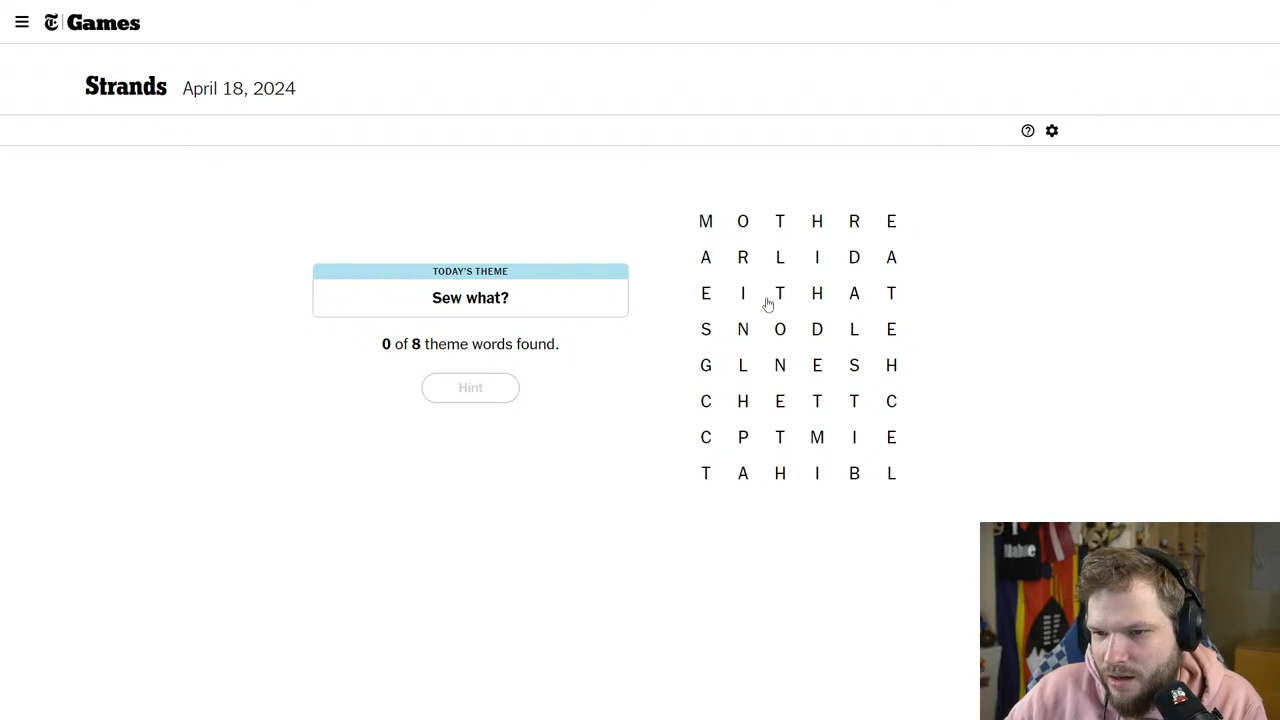 Games
Strands April 18, 2024
TODAY'S THEME
Sew what?
0 of 8 theme words found.
Hint
M O T H R E
A R L I D A
E I T H A T
S N O D L E
G L N E S H
C H E T T C
C P T M I E
T A H I B L